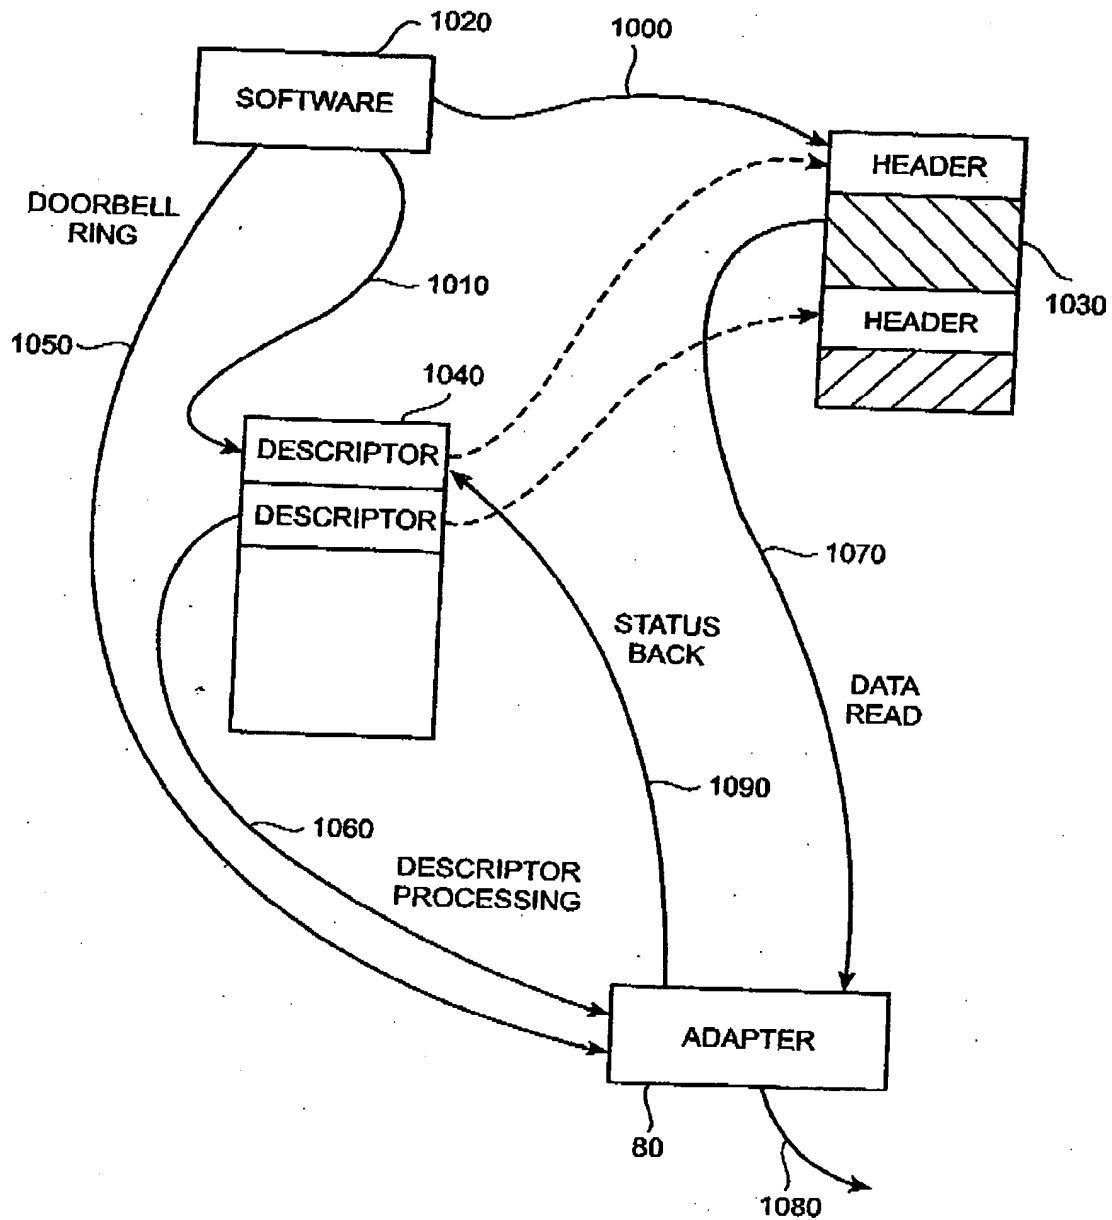 1020
1000
SOFTWARE
HEADER
DOORBELL
RING
1010
1030
HEADER
1050
1040
DESCRIPTOR
DESCRIPTOR
1070
STATUS
BACK
DATA
READ
1090
1060
DESCRIPTOR
PROCESSING
ADAPTER
80
1080